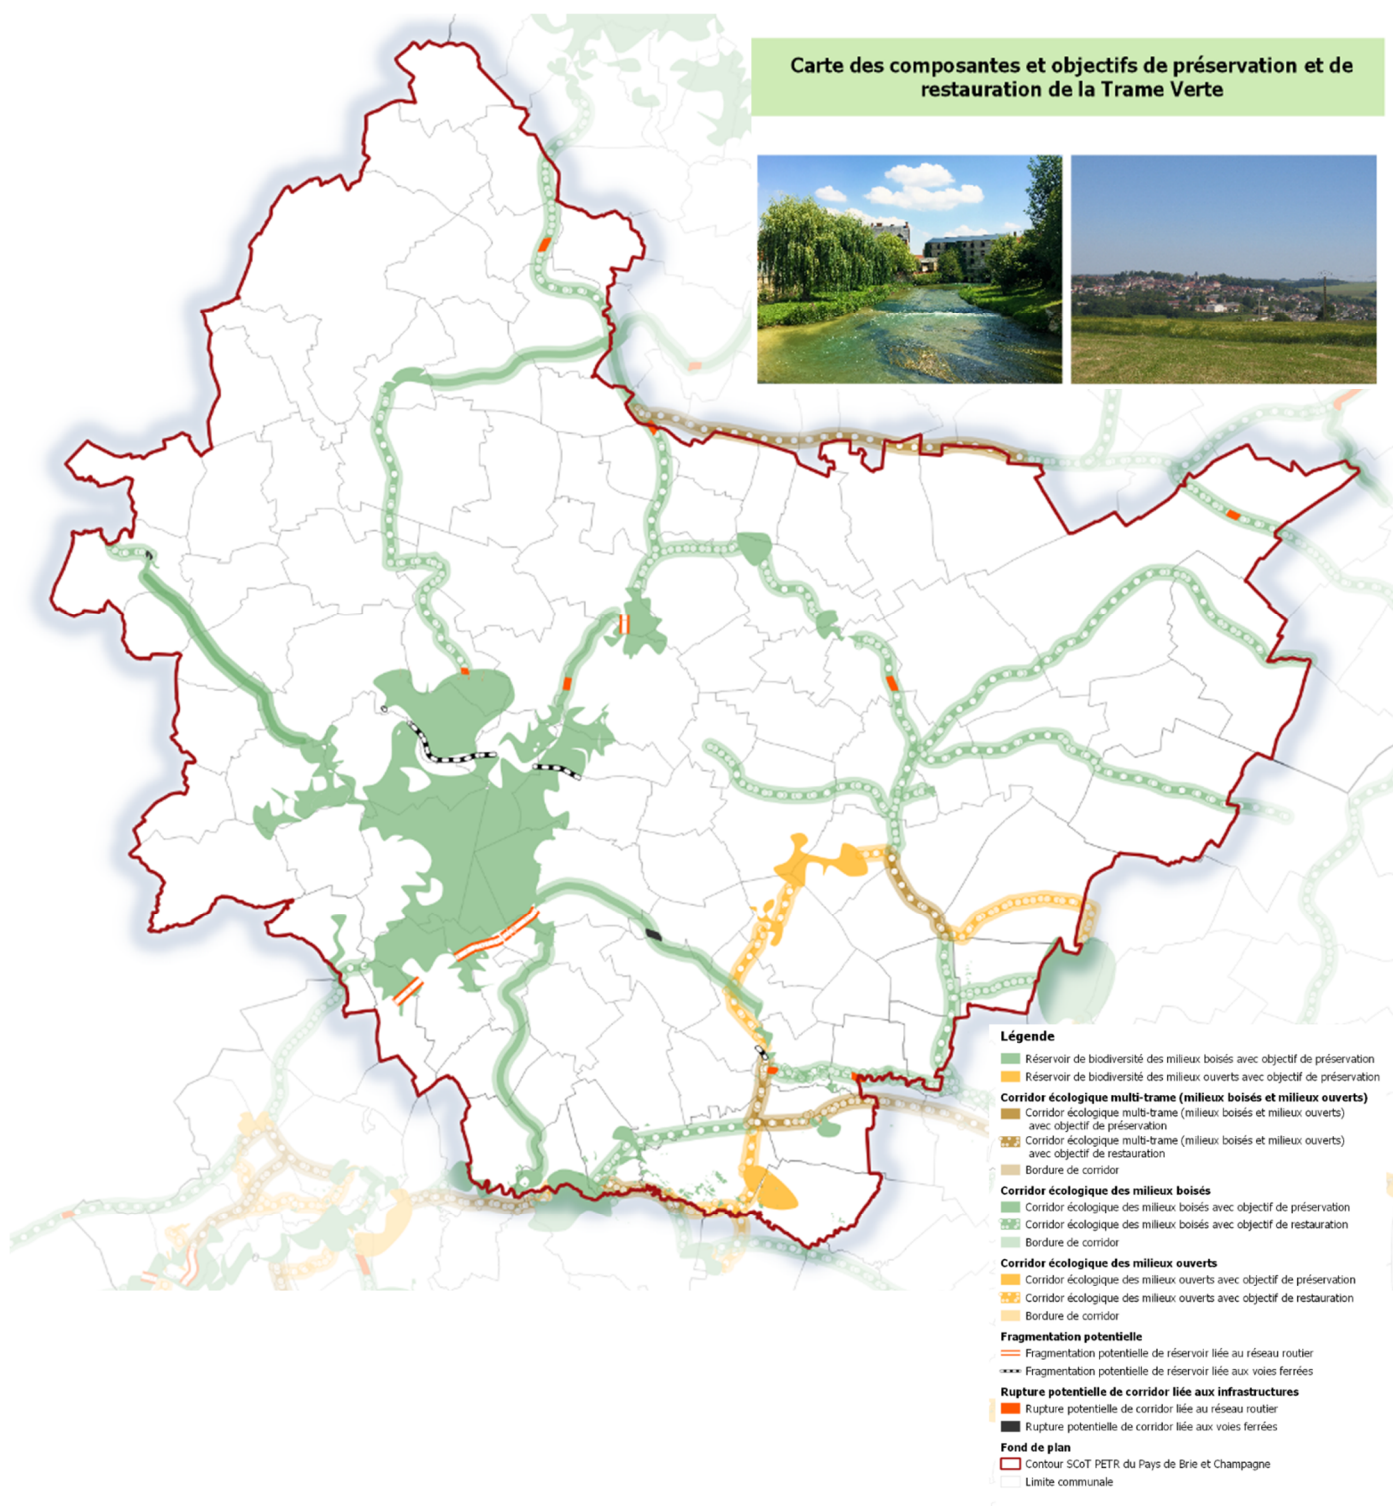 Carte des composantes et objectifs de préservation et de
restauration de la Trame Verte
Légende
Réservoir de biodiversité des milieux boisés avec objectif de préservation
Réservoir de biodiversité des milieux ouverts avec objectif de préservation
Corridor écologique multi-trame (milieux boisés et milieux ouverts)
Corridor écologique multi-trame (milieux boisés et milieux ouverts)
avec objectif de préservation
Corridor écologique multi-trame (milieux boisés et milieux ouverts)
avec objectif de restauration
Bordure de corridor
Corridor écologique des milieux boisés
Corridor écologique des milieux boisés avec objectif de préservation
Corridor écologique des milieux boisés avec objectif de restauration
Bordure de corridor
Corridor écologique des milieux ouverts
Corridor écologique des milieux ouverts avec objectif de préservation
Corridor écologique des milieux ouverts avec objectif de restauration
Bordure de corridor
Fragmentation potentielle
Fragmentation potentielle de réservoir liée au réseau routier
Fragmentation potentielle de réservoir liée aux voies ferrées
Rupture potentielle de corridor liée aux infrastructures
Rupture potentielle de corridor liée au réseau routier
Rupture potentielle de corridor liée aux voies ferrées
Fond de plan
Contour SCoT PETR du Pays de Brie et Champagne
Limite communale